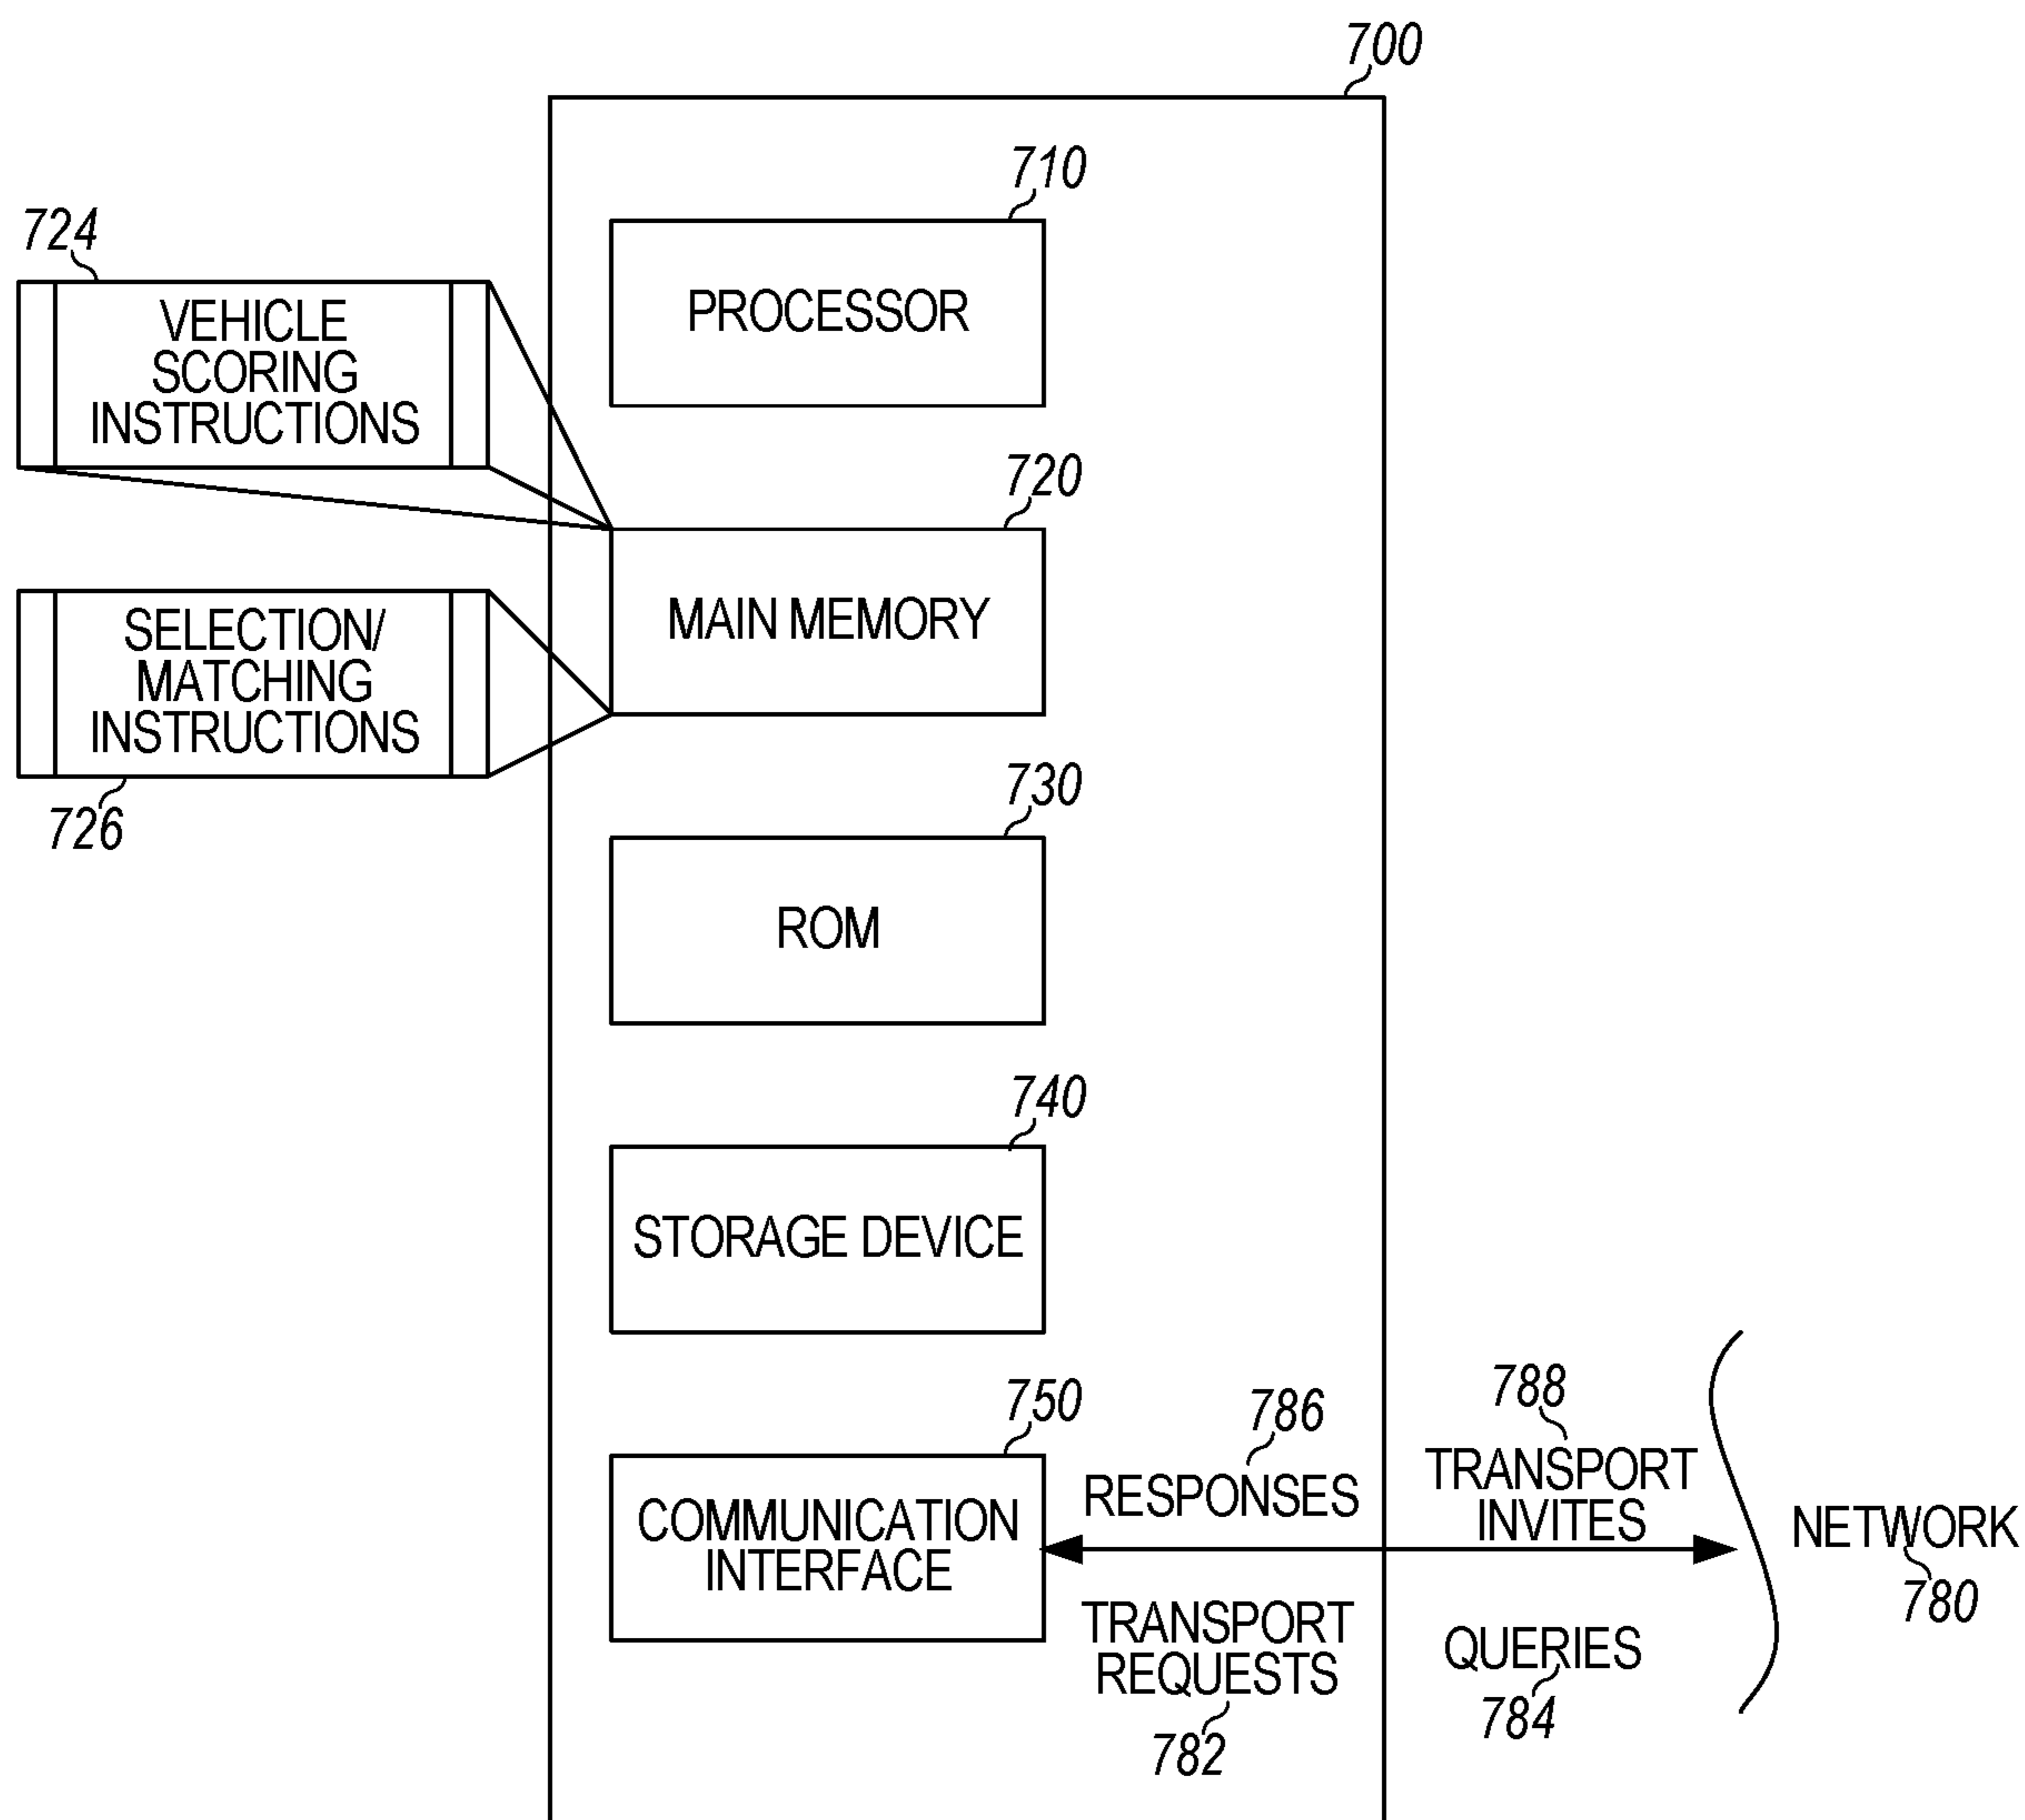 700
710
PROCESSOR
724
VEHICLE
SCORING
INSTRUCTIONS
720
MAIN MEMORY
SELECTION/
MATCHING
INSTRUCTIONS
726
730
ROM
740
STORAGE DEVICE
750
COMMUNICATION
INTERFACE
786
RESPONSES
788
TRANSPORT
INVITES
NETWORK
780
TRANSPORT
REQUESTS
782
QUERIES
784